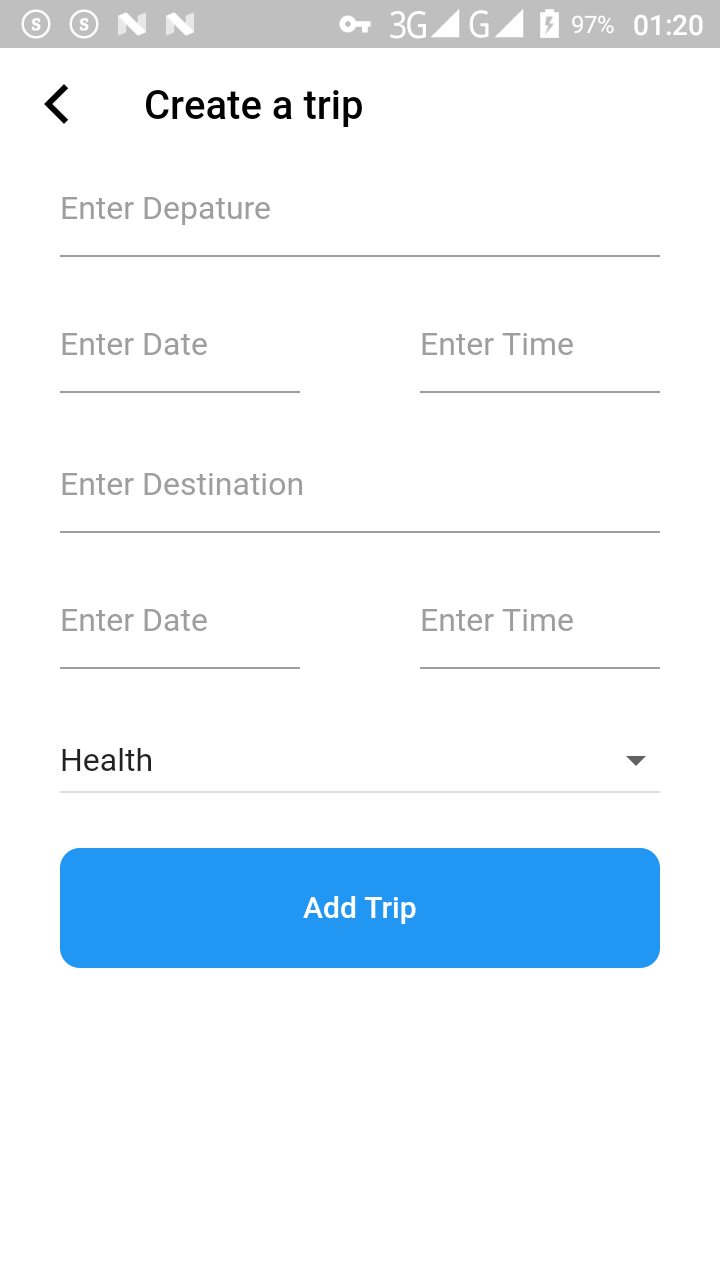 S S N N 3G G 97% 01:20
Create a trip
Enter Depature
Enter Date Enter Time
Enter Destination
Enter Date Enter Time
Health
Add Trip